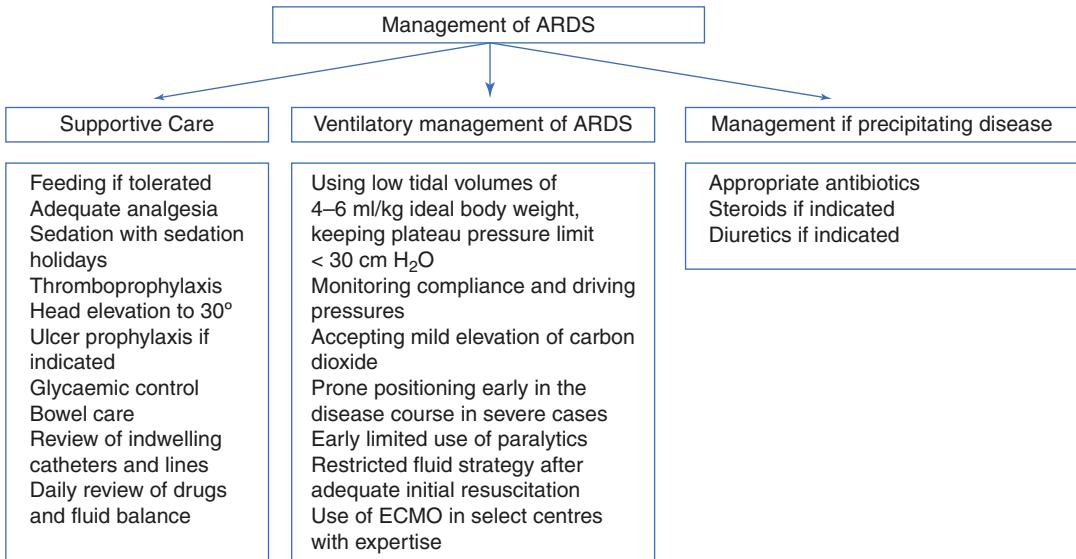 Management of ARDS
Supportive Care
Feeding if tolerated
Adequate analgesia
Sedation with sedation
holidays
Thromboprophylaxis
Head elevation to 30º
Ulcer prophylaxis if
indicated
Glycaemic control
Bowel care
Review of indwelling
catheters and lines
Daily review of drugs
and fluid balance
Ventilatory management of ARDS
Using low tidal volumes of
4–6 ml/kg ideal body weight,
keeping plateau pressure limit
< 30 cm H₂O
Monitoring compliance and driving
pressures
Accepting mild elevation of carbon
dioxide
Prone positioning early in the
disease course in severe cases
Early limited use of paralytics
Restricted fluid strategy after
adequate initial resuscitation
Use of ECMO in select centres
with expertise
Management if precipitating disease
Appropriate antibiotics
Steroids if indicated
Diuretics if indicated